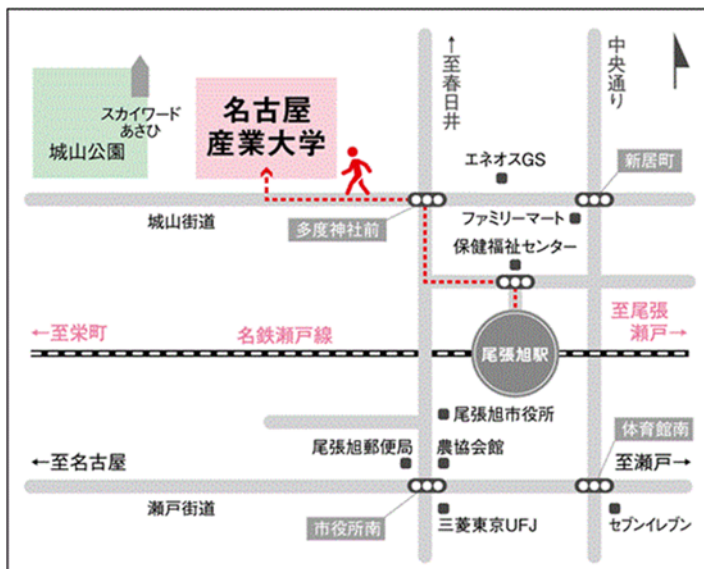 ↑至春日井
中央通り
スカイワード
あさひ
城山公園
名古屋
産業大学
エネオスGS
新居町
城山街道
多度神社前
ファミリーマート
保健福祉センター
←至栄町
名鉄瀬戸線
尾張旭駅
至尾張
瀬戸→
尾張旭市役所
尾張旭郵便局
農協会館
体育館南
←至名古屋
至瀬戸→
瀬戸街道
市役所南
三菱東京UFJ
セブンイレブン